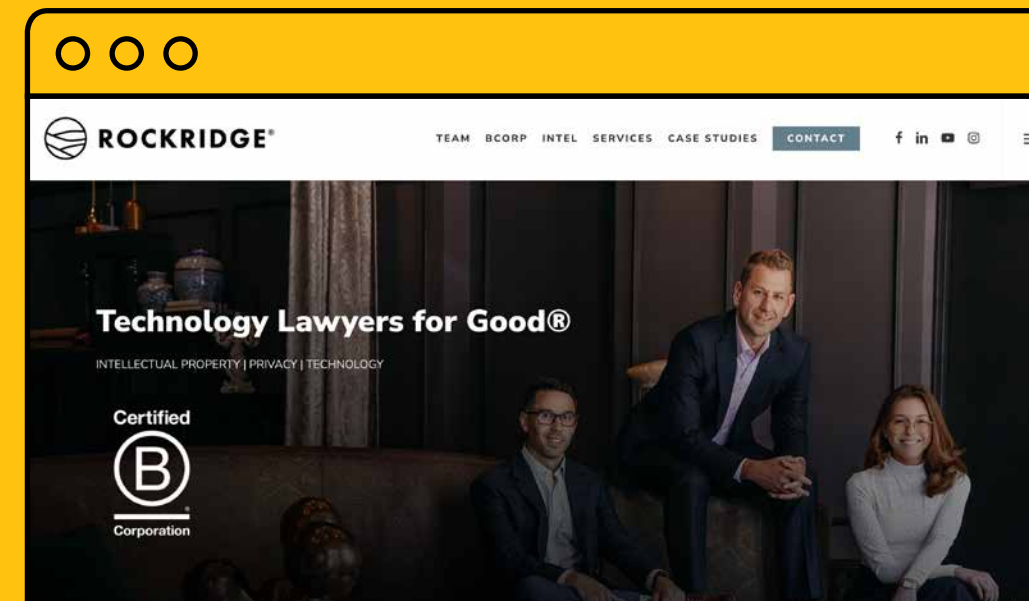 ROCKRIDGE®
TEAM BCORP INTEL SERVICES CASE STUDIES CONTACT
Technology Lawyers for Good®
INTELLECTUAL PROPERTY | PRIVACY | TECHNOLOGY
Certified
B
®
Corporation